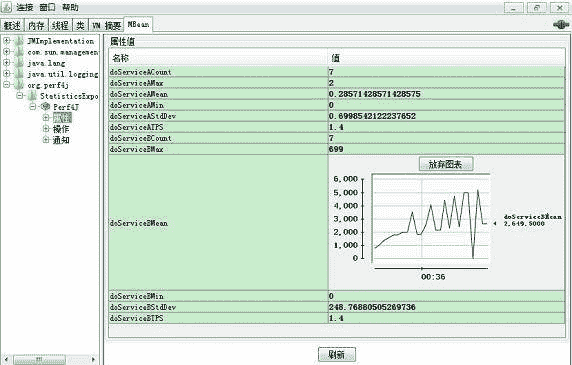 连接 窗口 帮助
概述 内存 线程 类 VM 摘要 MBean
JMImplementation
com.sun.management
java.lang
java.util.logging
org.perf4j
StatisticsExpo
Perf4J
属性
操作
通知
属性值
名称 值
doServiceACount 7
doServiceAMax 2
doServiceAMean 0.28571428571428575
doServiceAMin 0
doServiceAStdDev 0.6998542122237652
doServiceATPS 1.4
doServiceBCount 7
doServiceBMax 699
doServiceBMean
放弃图表
6,000
5,000
4,000
3,000
2,000
1,000
0
00:36
doServiceBMean
2,649.5000
doServiceBMin 0
doServiceBStdDev 248.76880505269736
doServiceBTPS 1.4
刷新